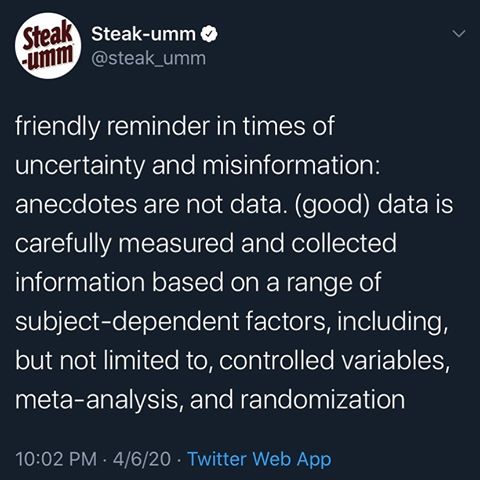 Steak
-umm
Steak-umm
@steak_umm
friendly reminder in times of
uncertainty and misinformation:
anecdotes are not data. (good) data is
carefully measured and collected
information based on a range of
subject-dependent factors, including,
but not limited to, controlled variables,
meta-analysis, and randomization
10:02 PM · 4/6/20 · Twitter Web App